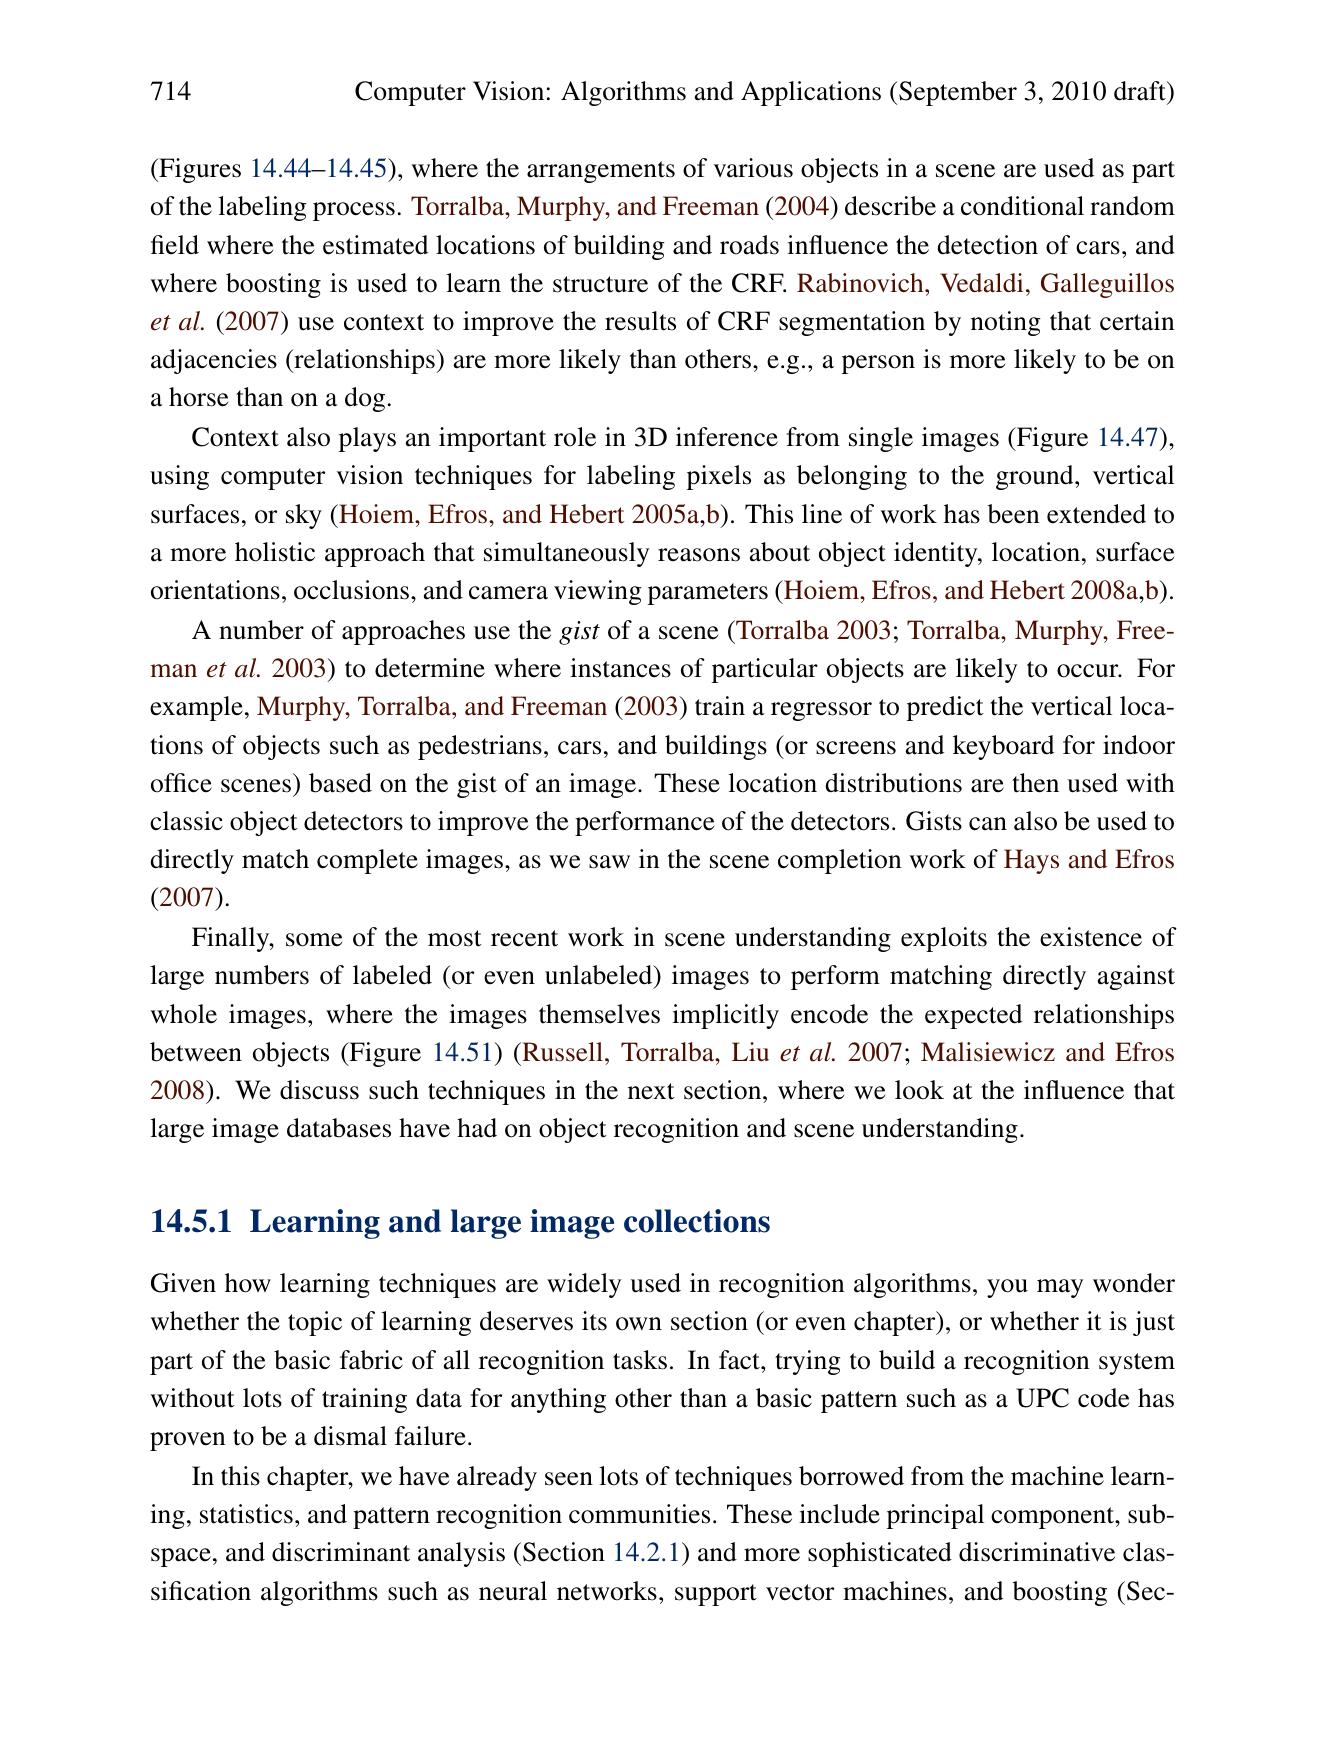 714 Computer Vision: Algorithms and Applications (September 3, 2010 draft)
(Figures 14.44–14.45), where the arrangements of various objects in a scene are used as part
of the labeling process. Torralba, Murphy, and Freeman (2004) describe a conditional random
field where the estimated locations of building and roads influence the detection of cars, and
where boosting is used to learn the structure of the CRF. Rabinovich, Vedaldi, Galleguillos
et al. (2007) use context to improve the results of CRF segmentation by noting that certain
adjacencies (relationships) are more likely than others, e.g., a person is more likely to be on
a horse than on a dog.
Context also plays an important role in 3D inference from single images (Figure 14.47),
using computer vision techniques for labeling pixels as belonging to the ground, vertical
surfaces, or sky (Hoiem, Efros, and Hebert 2005a,b). This line of work has been extended to
a more holistic approach that simultaneously reasons about object identity, location, surface
orientations, occlusions, and camera viewing parameters (Hoiem, Efros, and Hebert 2008a,b).
A number of approaches use the gist of a scene (Torralba 2003; Torralba, Murphy, Free-
man et al. 2003) to determine where instances of particular objects are likely to occur. For
example, Murphy, Torralba, and Freeman (2003) train a regressor to predict the vertical loca-
tions of objects such as pedestrians, cars, and buildings (or screens and keyboard for indoor
office scenes) based on the gist of an image. These location distributions are then used with
classic object detectors to improve the performance of the detectors. Gists can also be used to
directly match complete images, as we saw in the scene completion work of Hays and Efros
(2007).
Finally, some of the most recent work in scene understanding exploits the existence of
large numbers of labeled (or even unlabeled) images to perform matching directly against
whole images, where the images themselves implicitly encode the expected relationships
between objects (Figure 14.51) (Russell, Torralba, Liu et al. 2007; Malisiewicz and Efros
2008). We discuss such techniques in the next section, where we look at the influence that
large image databases have had on object recognition and scene understanding.
14.5.1 Learning and large image collections
Given how learning techniques are widely used in recognition algorithms, you may wonder
whether the topic of learning deserves its own section (or even chapter), or whether it is just
part of the basic fabric of all recognition tasks. In fact, trying to build a recognition system
without lots of training data for anything other than a basic pattern such as a UPC code has
proven to be a dismal failure.
In this chapter, we have already seen lots of techniques borrowed from the machine learn-
ing, statistics, and pattern recognition communities. These include principal component, sub-
space, and discriminant analysis (Section 14.2.1) and more sophisticated discriminative clas-
sification algorithms such as neural networks, support vector machines, and boosting (Sec-